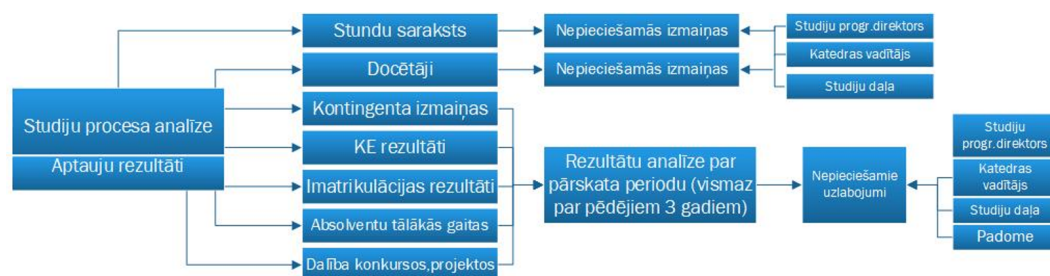 Studiju procesa analīze
Aptauju rezultāti
Stundu saraksts
Docētāji
Kontingenta izmaiņas
KE rezultāti
Imatrikulācijas rezultāti
Absolventu tālākās gaitas
Dalība konkursos,projektos
Nepieciešamās izmaiņas
Nepieciešamās izmaiņas
Studiju progr.direktors
Katedras vadītājs
Studiju daļa
Rezultātu analīze par
pārskata periodu (vismaz
par pēdējiem 3 gadiem)
Nepieciešamie
uzlabojumi
Studiju
progr.direktors
Katedras
vadītājs
Studiju daļa
Padome